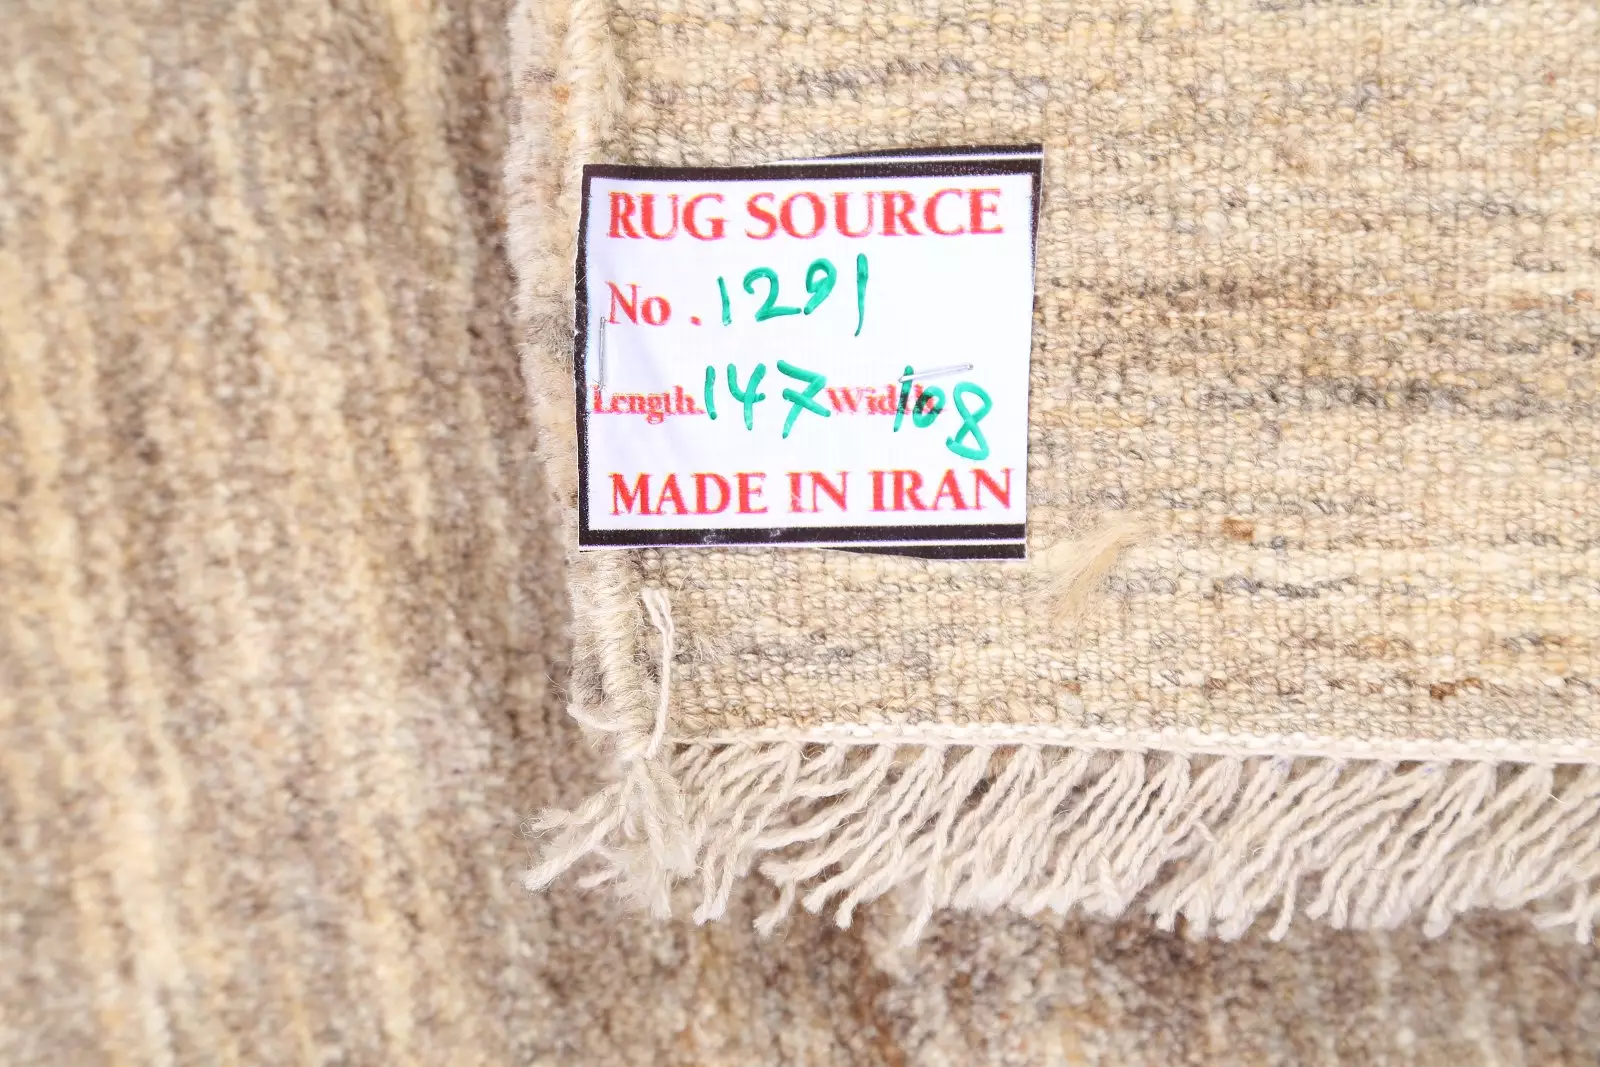 RUG SOURCE
No. 1291
Length. 147 Width. 108
MADE IN IRAN